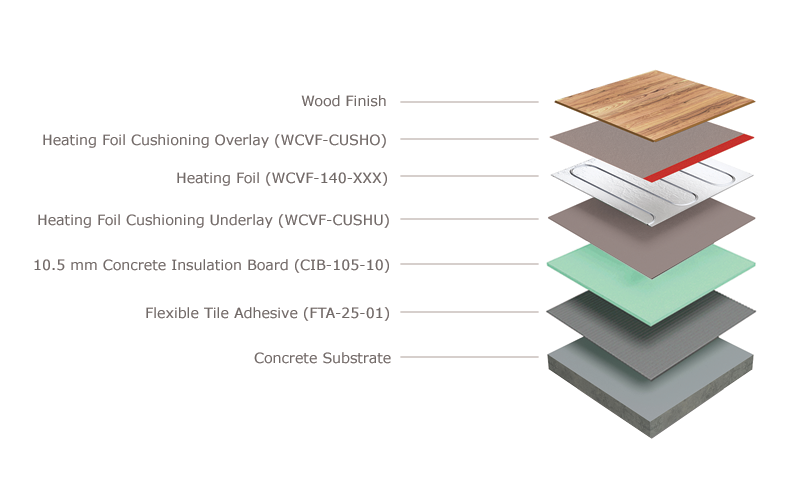 Wood Finish
Heating Foil Cushioning Overlay (WCVF-CUSHO)
Heating Foil (WCVF-140-XXX)
Heating Foil Cushioning Underlay (WCVF-CUSHU)
10.5 mm Concrete Insulation Board (CIB-105-10)
Flexible Tile Adhesive (FTA-25-01)
Concrete Substrate